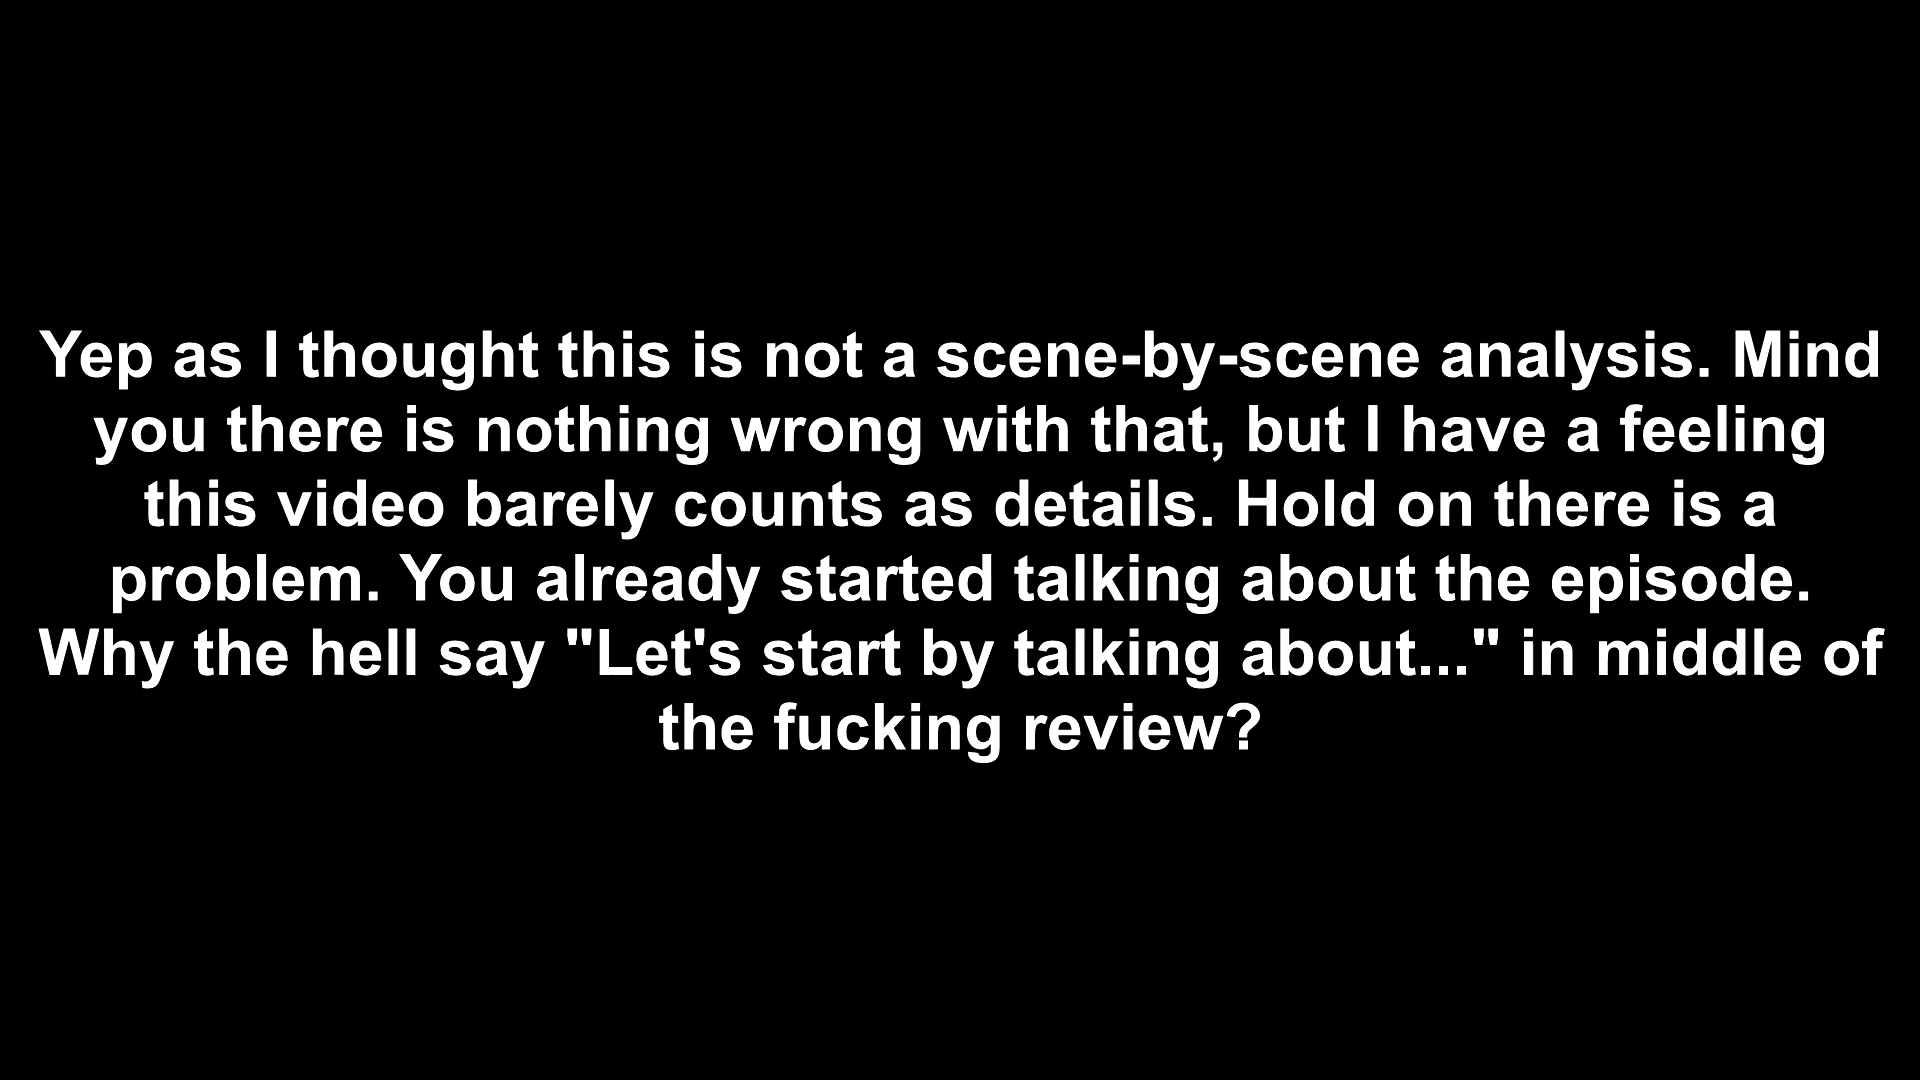 Yep as I thought this is not a scene-by-scene analysis. Mind
you there is nothing wrong with that, but I have a feeling
this video barely counts as details. Hold on there is a
problem. You already started talking about the episode.
Why the hell say "Let's start by talking about..." in middle of
the fucking review?